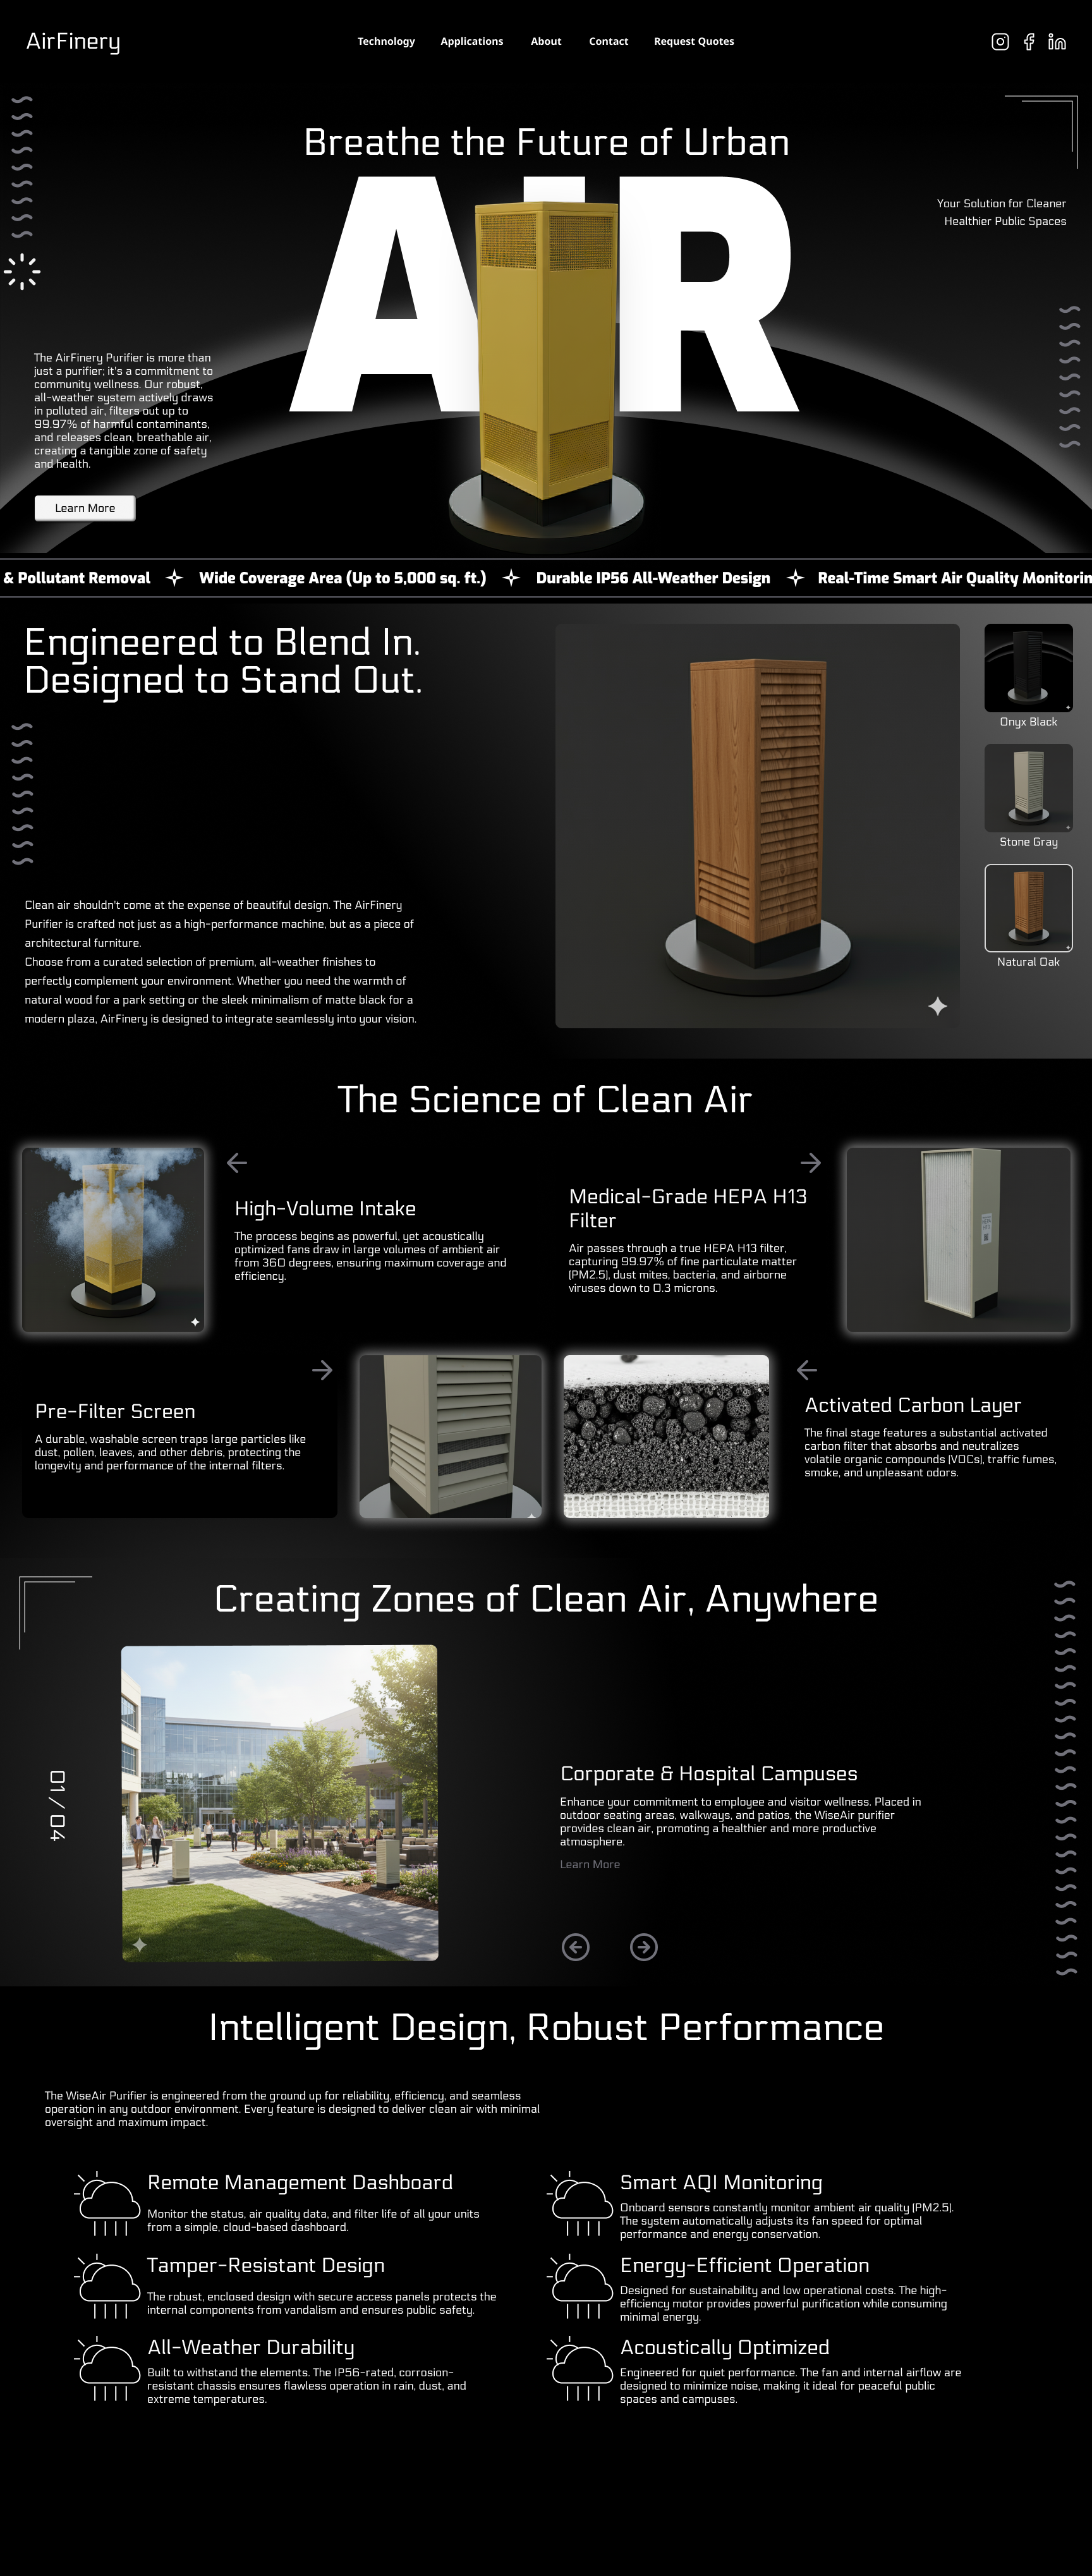 AirFinery
Technology
Applications
About
Contact
Request Quotes
Breathe the Future of Urban
AIR
Your Solution for Cleaner
Healthier Public Spaces
The AirFinery Purifier is more than
just a purifier; it's a commitment to
community wellness. Our robust,
all-weather system actively draws
in polluted air, filters out up to
99.97% of harmful contaminants,
and releases clean, breathable air,
creating a tangible zone of safety
and health.
Learn More
& Pollutant Removal
Wide Coverage Area (Up to 5,000 sq. ft.)
Durable IP56 All-Weather Design
Real-Time Smart Air Quality Monitorin
Engineered to Blend In.
Designed to Stand Out.
Clean air shouldn't come at the expense of beautiful design. The AirFinery
Purifier is crafted not just as a high-performance machine, but as a piece of
architectural furniture.
Choose from a curated selection of premium, all-weather finishes to
perfectly complement your environment. Whether you need the warmth of
natural wood for a park setting or the sleek minimalism of matte black for a
modern plaza, AirFinery is designed to integrate seamlessly into your vision.
Onyx Black
Stone Gray
Natural Oak
The Science of Clean Air
High-Volume Intake
The process begins as powerful, yet acoustically
optimized fans draw in large volumes of ambient air
from 360 degrees, ensuring maximum coverage and
efficiency.
Medical-Grade HEPA H13
Filter
Air passes through a true HEPA H13 filter,
capturing 99.97% of fine particulate matter
(PM2.5), dust mites, bacteria, and airborne
viruses down to 0.3 microns.
Pre-Filter Screen
A durable, washable screen traps large particles like
dust, pollen, leaves, and other debris, protecting the
longevity and performance of the internal filters.
Activated Carbon Layer
The final stage features a substantial activated
carbon filter that absorbs and neutralizes
volatile organic compounds (VOCs), traffic fumes,
smoke, and unpleasant odors.
Creating Zones of Clean Air, Anywhere
01 / 04
Corporate & Hospital Campuses
Enhance your commitment to employee and visitor wellness. Placed in
outdoor seating areas, walkways, and patios, the WiseAir purifier
provides clean air, promoting a healthier and more productive
atmosphere.
Learn More
Intelligent Design, Robust Performance
The WiseAir Purifier is engineered from the ground up for reliability, efficiency, and seamless
operation in any outdoor environment. Every feature is designed to deliver clean air with minimal
oversight and maximum impact.
Remote Management Dashboard
Monitor the status, air quality data, and filter life of all your units
from a simple, cloud-based dashboard.
Smart AQI Monitoring
Onboard sensors constantly monitor ambient air quality (PM2.5).
The system automatically adjusts its fan speed for optimal
performance and energy conservation.
Tamper-Resistant Design
The robust, enclosed design with secure access panels protects the
internal components from vandalism and ensures public safety.
Energy-Efficient Operation
Designed for sustainability and low operational costs. The high-
efficiency motor provides powerful purification while consuming
minimal energy.
All-Weather Durability
Built to withstand the elements. The IP56-rated, corrosion-
resistant chassis ensures flawless operation in rain, dust, and
extreme temperatures.
Acoustically Optimized
Engineered for quiet performance. The fan and internal airflow are
designed to minimize noise, making it ideal for peaceful public
spaces and campuses.